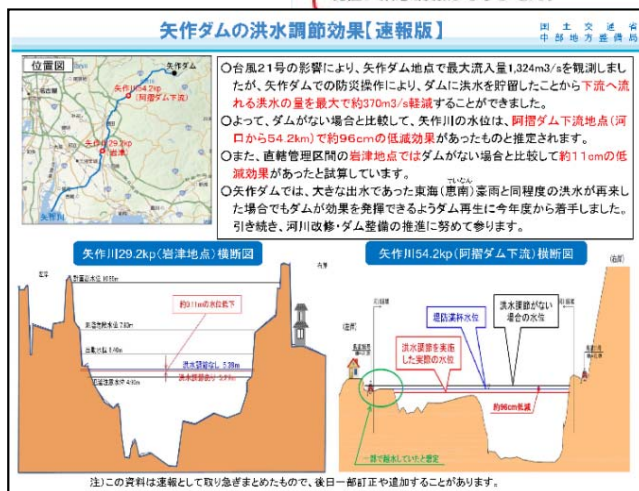 矢作ダムの洪水調節効果【速報版】
国土交通省
中部地方整備局
位置図
矢作ダム
矢作川54.2kp
(阿摺ダム下流)
矢作川29.2kp
(岩津)
矢作川
○台風21号の影響により、矢作ダム地点で最大流入量1,324m3/sを観測しました
が、矢作ダムでの防災操作により、ダムに洪水を貯留したことから下流へ流
れる洪水の量を最大で約370m3/s軽減することができました。
○よって、ダムがない場合と比較して、矢作川の水位は、阿摺ダム下流地点(河
口から54.2km)で約96cmの低減効果があったものと推定されます。
○また、直轄管理区間の岩津地点ではダムがない場合と比較して約11cmの低
減効果があったと試算しています。
○矢作ダムでは、大きな出水であった東海(恵南)豪雨と同程度の洪水が再来し
た場合でもダムが効果を発揮できるようダム再生に今年度から着手しました。
引き続き、河川改修・ダム整備の推進に努めて参ります。
矢作川29.2kp(岩津地点)横断図
左岸
右岸
約11cmの水位低下
洪水調節なし
洪水調節あり
矢作川54.2kp(阿摺ダム下流)横断図
(左岸)
(右岸)
洪水調節を実施
した実際の水位
堤防満杯水位
洪水調節がない
場合の水位
約96cm低減
一部で越水していたと想定
注)この資料は速報として取り急ぎまとめたもので、後日一部訂正や追加することがあります。